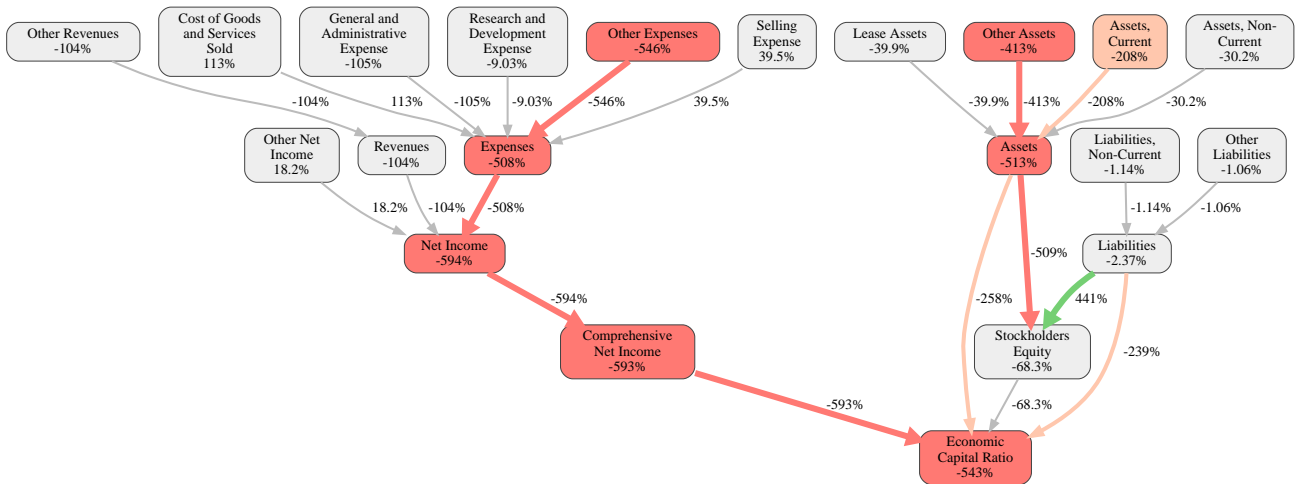 Other Revenues
-104%
Cost of Goods
and Services
Sold
113%
General and
Administrative
Expense
-105%
Research and
Development
Expense
-9.03%
Other Expenses
-546%
Selling
Expense
39.5%
Lease Assets
-39.9%
Other Assets
-413%
Assets,
Current
-208%
Assets, Non-
Current
-30.2%
-104%
113%
-105%
-9.03%
-546%
39.5%
-39.9%
-413%
-208%
-30.2%
Other Net
Income
18.2%
Revenues
-104%
Expenses
-508%
Assets
-513%
Liabilities,
Non-Current
-1.14%
Other
Liabilities
-1.06%
18.2%
-104%
-508%
-1.14%
-1.06%
Net Income
-594%
-509%
Liabilities
-2.37%
-594%
-258%
441%
Comprehensive
Net Income
-593%
Stockholders
Equity
-68.3%
-239%
-593%
-68.3%
Economic
Capital Ratio
-543%